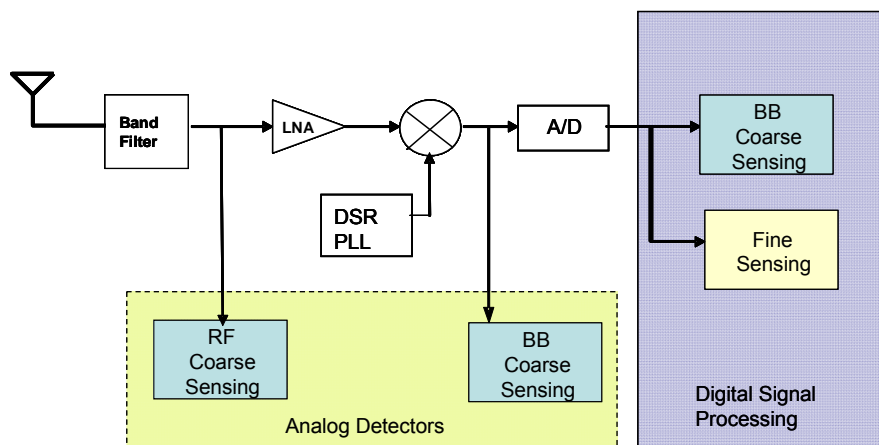 Band
Filter
LNA
DSR
PLL
A/D
BB
Coarse
Sensing
Fine
Sensing
RF
Coarse
Sensing
BB
Coarse
Sensing
Analog Detectors
Digital Signal
Processing